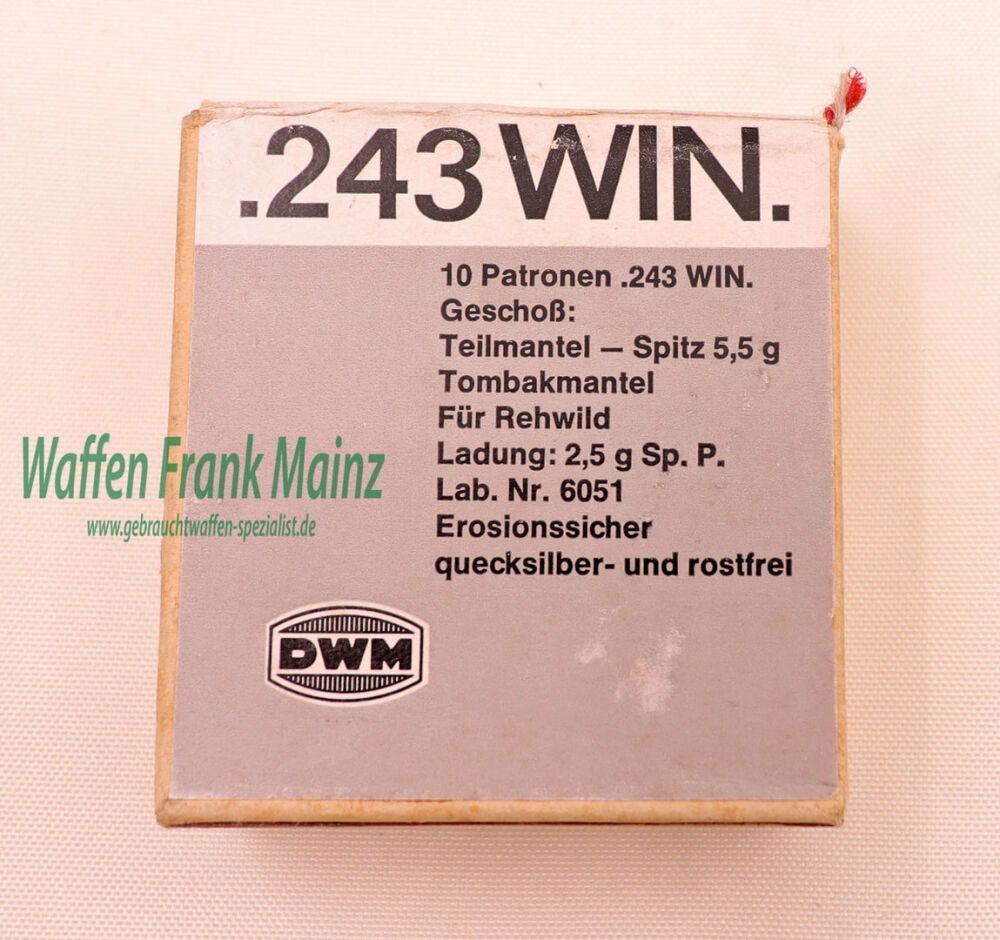 .243 WIN.
10 Patronen .243 WIN.
Geschoß:
Teilmantel — Spitz 5,5 g
Tombakmantel
Für Rehwild
Ladung: 2,5 g Sp. P.
Lab. Nr. 6051
Erosionssicher
quecksilber- und rostfrei
Waffen Frank Mainz
www.gebrauchtwaffen-spezialist.de
DWM